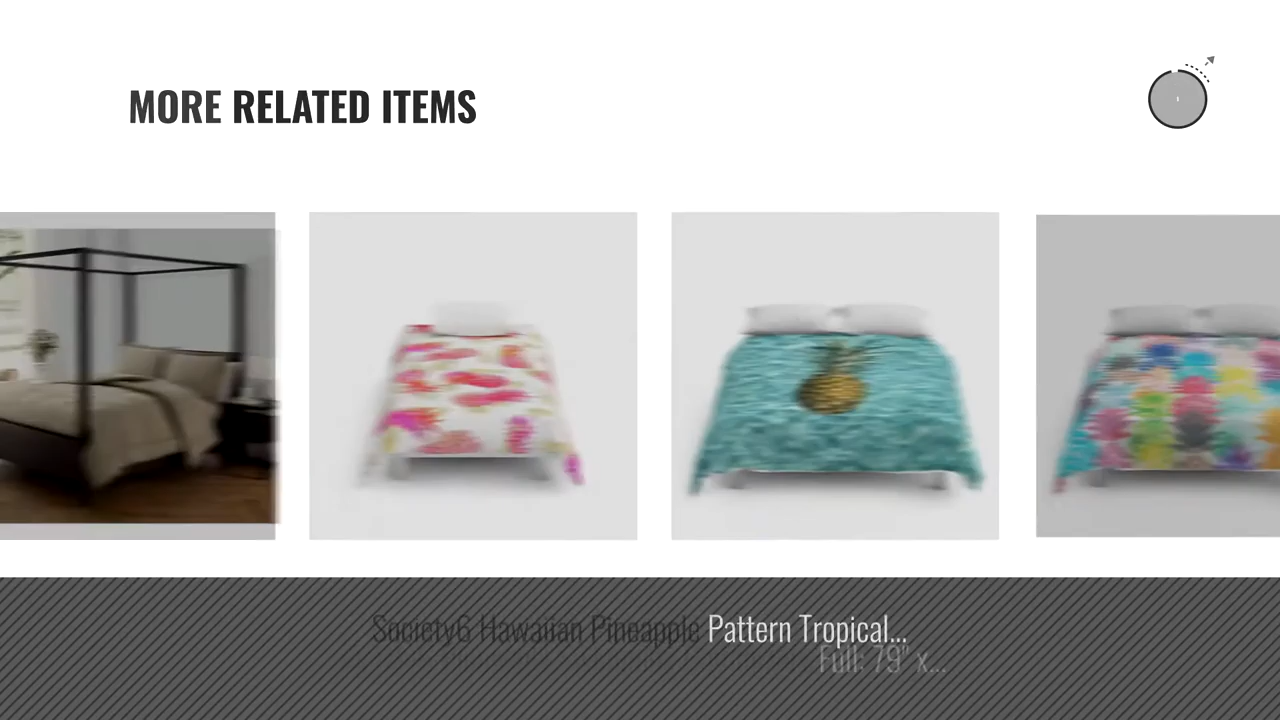 MORE RELATED ITEMS
Society6 Hawaiian Pineapple Pattern Tropical...
Full: 79" x...